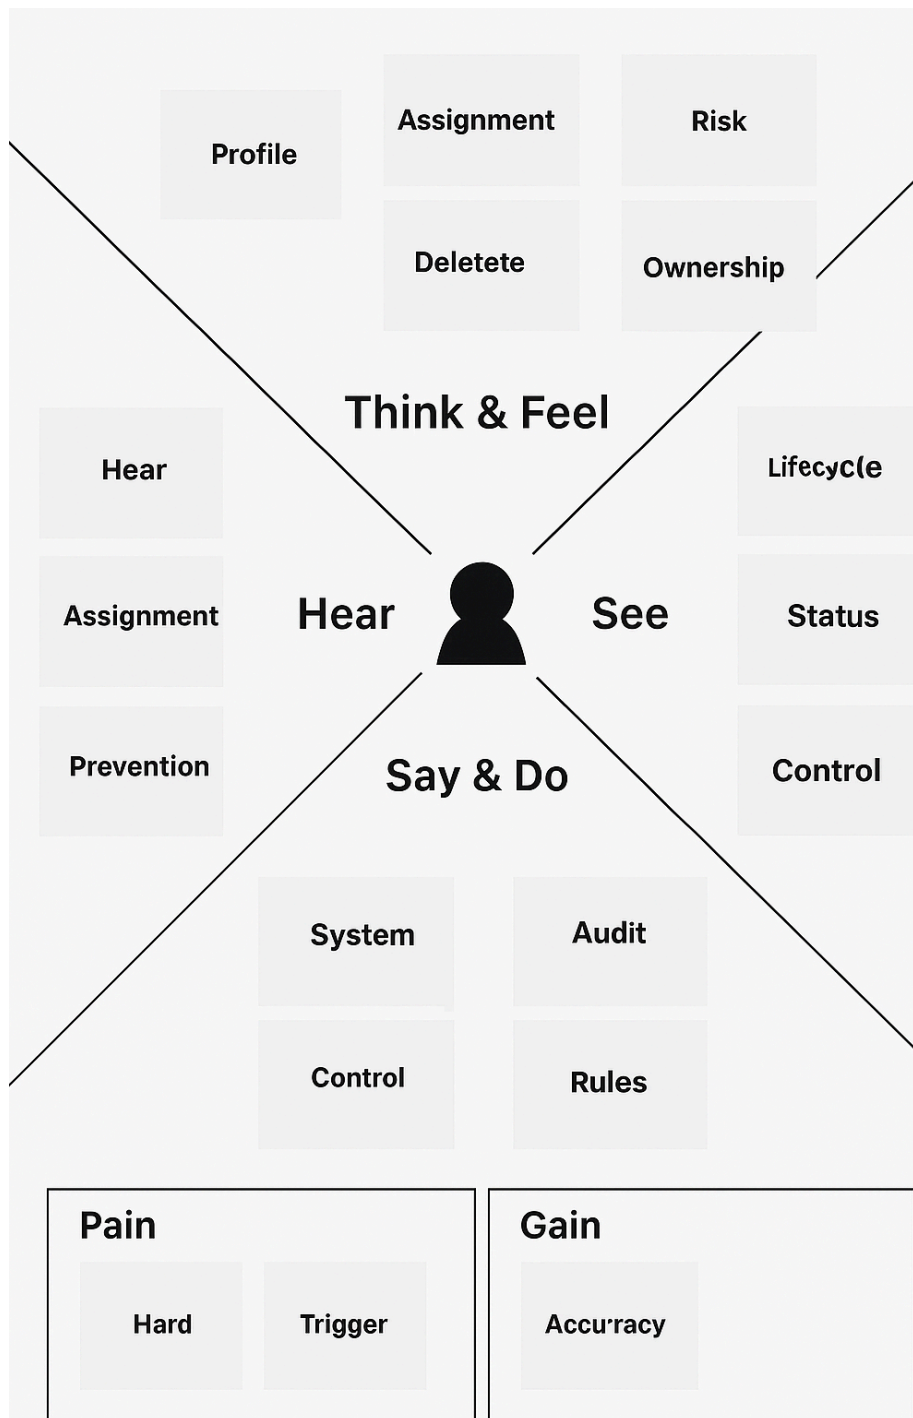 Profile
Assignment
Risk
Deletete
Ownership
Think & Feel
Hear
Assignment
Prevention
Hear
See
Lifecycle
Status
Control
Say & Do
System
Audit
Control
Rules
Pain
Hard
Trigger
Gain
Accurracy